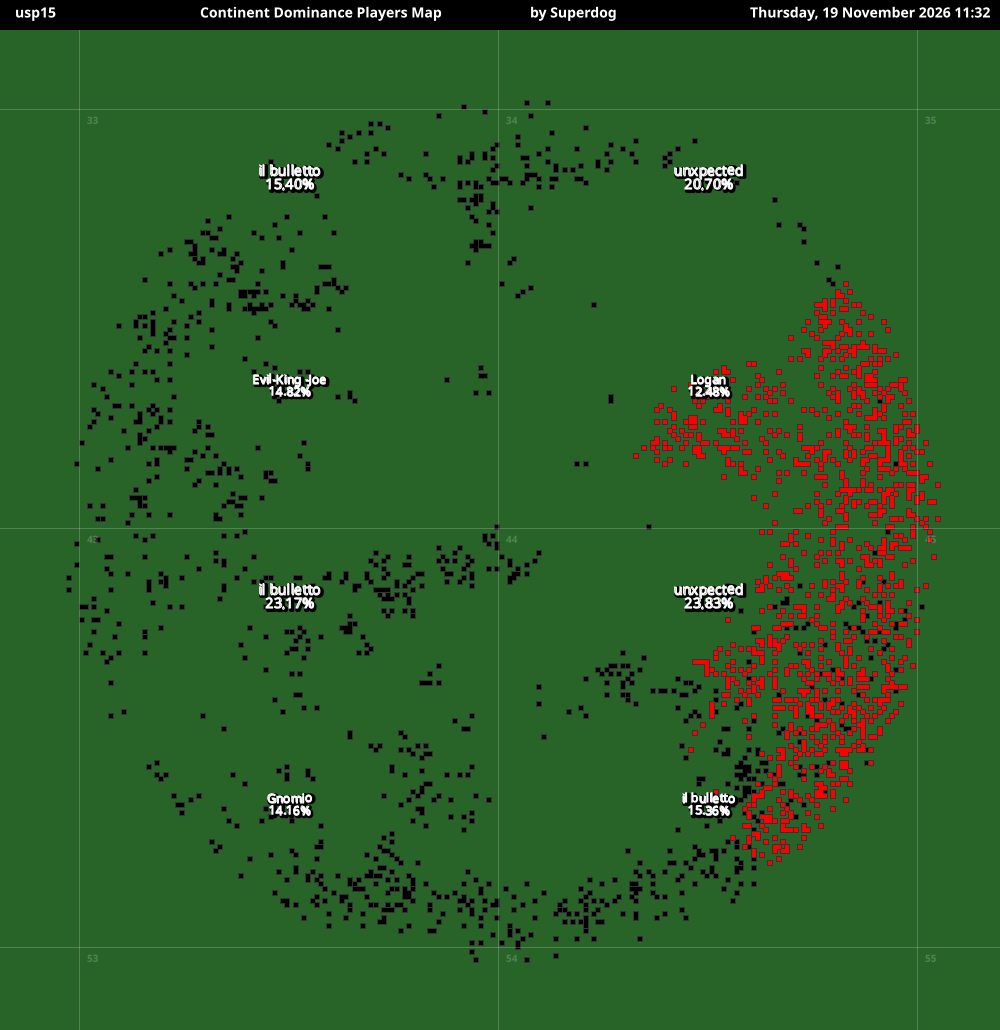 usp15 Continent Dominance Players Map by Superdog Thursday, 19 November 2026 11:32
33 34 35
il bulletto unxpected
15,40% 20,70%
Evil-King -Joe Logan
14.82% 12.48%
43 44 45
il bulletto unxpected
23,17% 23,83%
Gnomio il bulletto
14.16% 15.36%
53 54 55